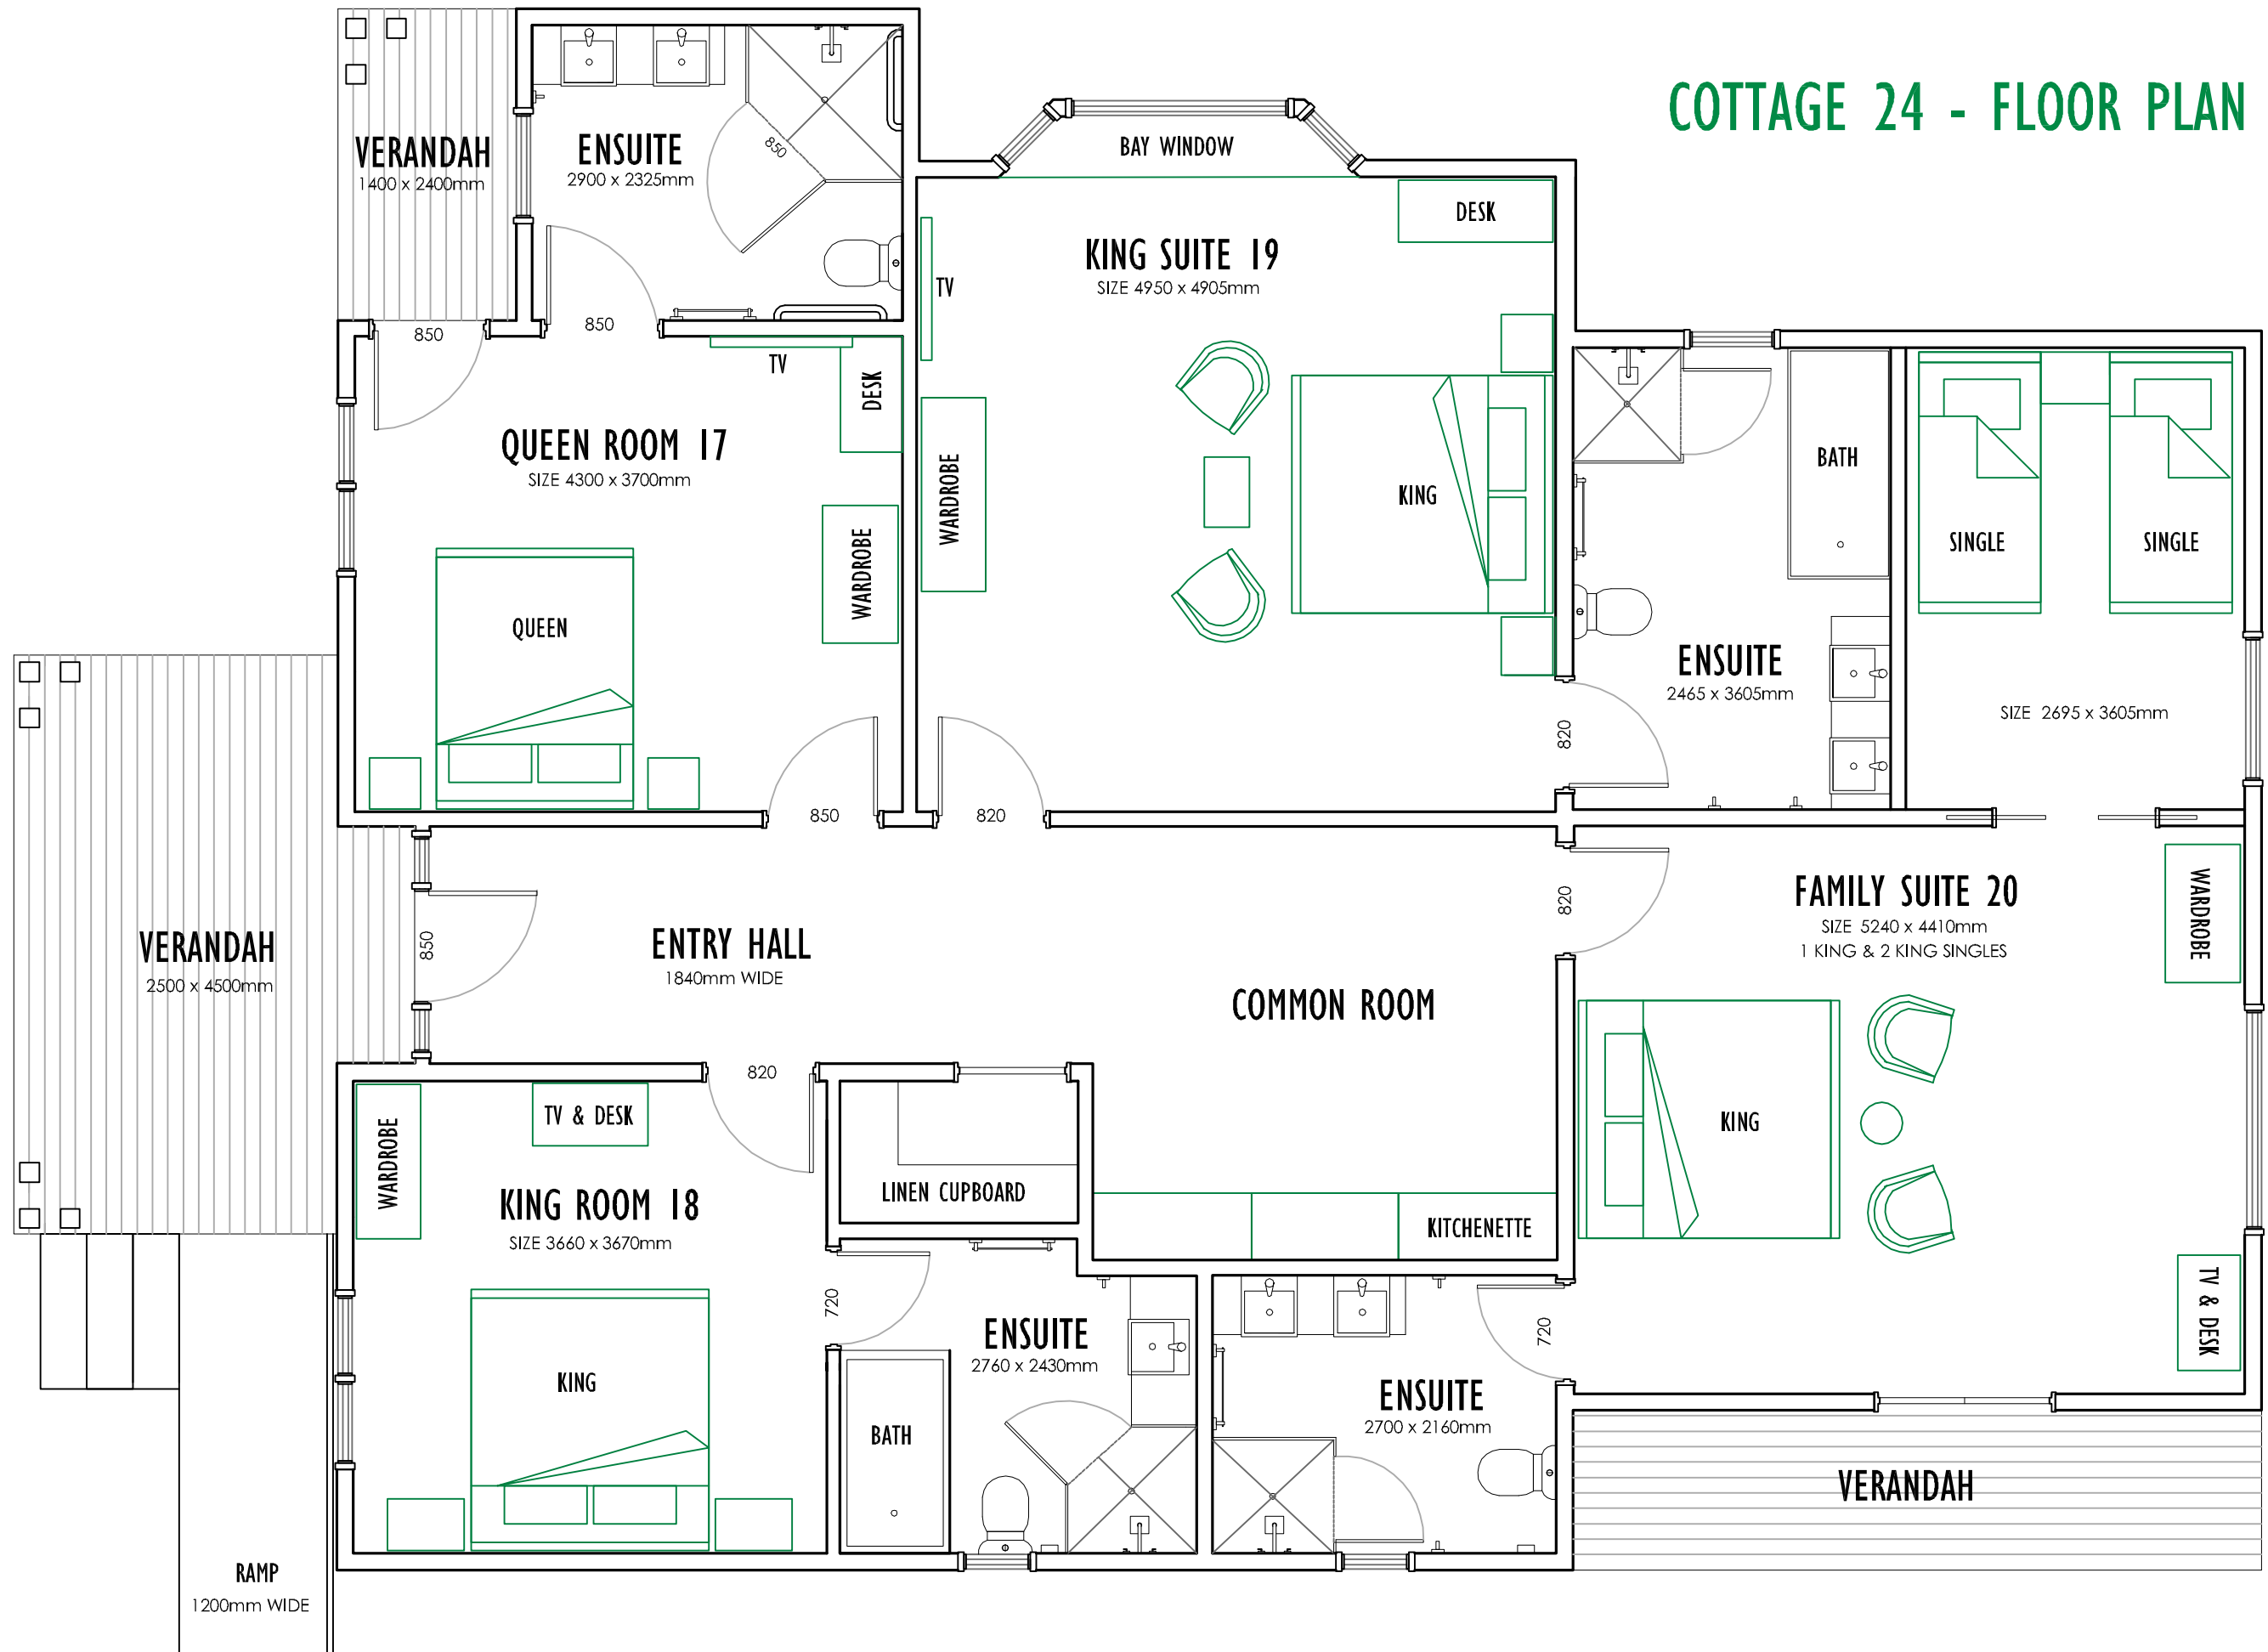 COTTAGE 24 - FLOOR PLAN
VERANDAH
1400 x 2400mm
ENSUITE
2900 x 2325mm
850
BAY WINDOW
DESK
KING SUITE 19
SIZE 4950 x 4905mm
TV
850
850
TV
DESK
QUEEN ROOM 17
SIZE 4300 x 3700mm
WARDROBE
WARDROBE
QUEEN
KING
BATH
SINGLE
SINGLE
ENSUITE
2465 x 3605mm
SIZE 2695 x 3605mm
820
850
820
VERANDAH
2500 x 4500mm
850
ENTRY HALL
1840mm WIDE
COMMON ROOM
820
FAMILY SUITE 20
SIZE 5240 x 4410mm
1 KING & 2 KING SINGLES
WARDROBE
820
WARDROBE
TV & DESK
KING ROOM 18
SIZE 3660 x 3670mm
LINEN CUPBOARD
KITCHENETTE
KING
TV & DESK
720
ENSUITE
2760 x 2430mm
720
ENSUITE
2700 x 2160mm
KING
BATH
VERANDAH
RAMP
1200mm WIDE